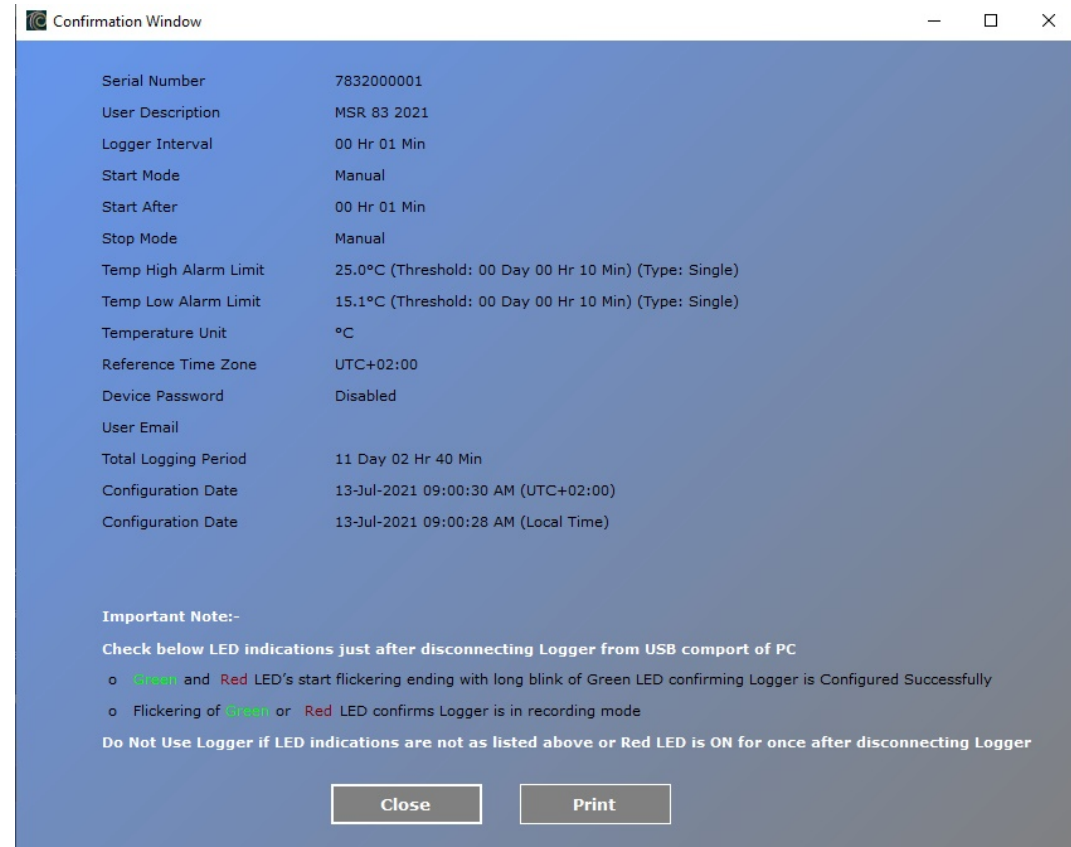 Confirmation Window
Serial Number 7832000001
User Description MSR 83 2021
Logger Interval 00 Hr 01 Min
Start Mode Manual
Start After 00 Hr 01 Min
Stop Mode Manual
Temp High Alarm Limit 25.0°C (Threshold: 00 Day 00 Hr 10 Min) (Type: Single)
Temp Low Alarm Limit 15.1°C (Threshold: 00 Day 00 Hr 10 Min) (Type: Single)
Temperature Unit °C
Reference Time Zone UTC+02:00
Device Password Disabled
User Email
Total Logging Period 11 Day 02 Hr 40 Min
Configuration Date 13-Jul-2021 09:00:30 AM (UTC+02:00)
Configuration Date 13-Jul-2021 09:00:28 AM (Local Time)
Important Note:-
Check below LED indications just after disconnecting Logger from USB comport of PC
o Green and Red LED's start flickering ending with long blink of Green LED confirming Logger is Configured Successfully
o Flickering of Green or Red LED confirms Logger is in recording mode
Do Not Use Logger if LED indications are not as listed above or Red LED is ON for once after disconnecting Logger
Close Print